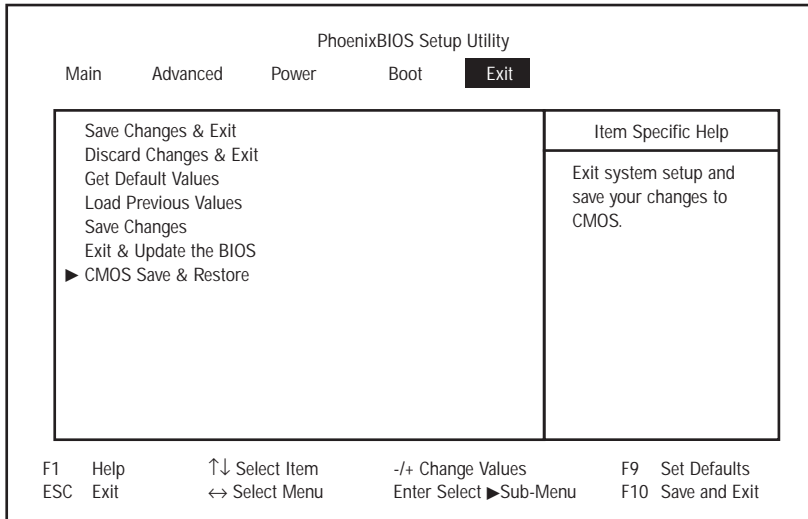 PhoenixBIOS Setup Utility
Main Advanced Power Boot Exit
Save Changes & Exit
Discard Changes & Exit
Get Default Values
Load Previous Values
Save Changes
Exit & Update the BIOS
▶ CMOS Save & Restore
Item Specific Help
Exit system setup and
save your changes to
CMOS.
F1 Help ↑↓ Select Item -/+ Change Values F9 Set Defaults
ESC Exit ↔ Select Menu Enter Select ▶Sub-Menu F10 Save and Exit